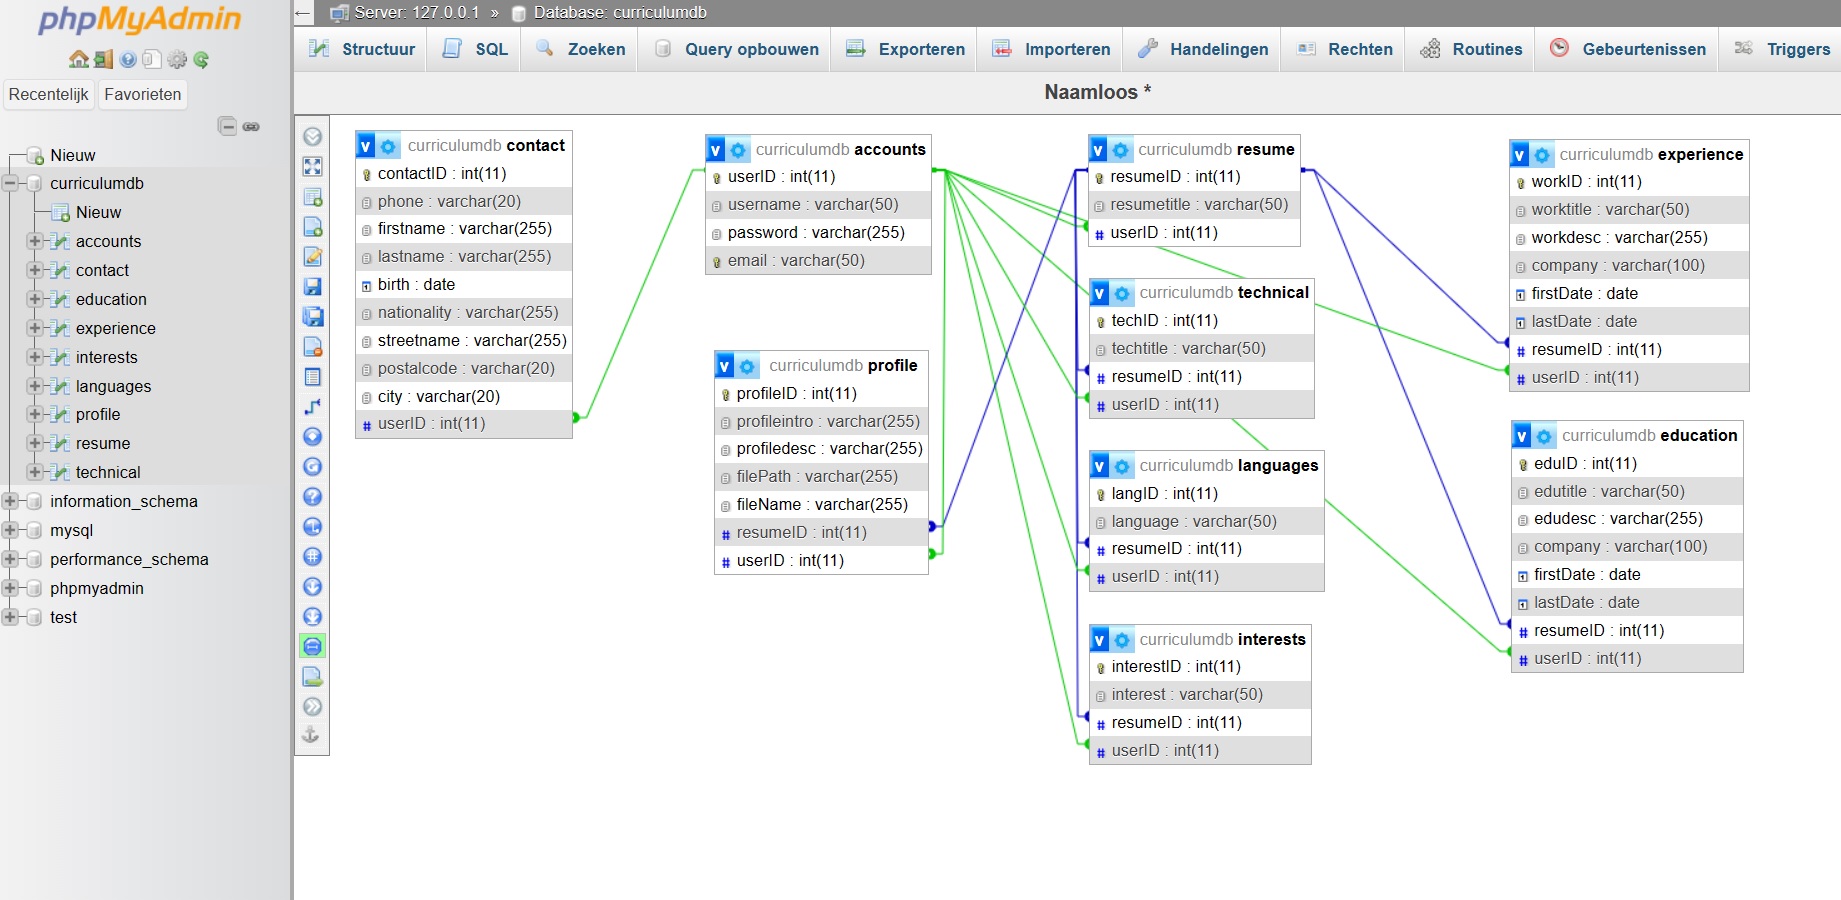 phpMyAdmin
Recentelijk
Favorieten
Nieuw
curriculumdb
Nieuw
accounts
contact
education
experience
interests
languages
profile
resume
technical
information_schema
mysql
performance_schema
phpmyadmin
test
← Server: 127.0.0.1 » Database: curriculumdb
Structuur SQL Zoeken Query opbouwen Exporteren Importeren Handelingen Rechten Routines Gebeurtenissen Triggers
Naamloos *
v curriculumdb contact
contactID : int(11)
phone : varchar(20)
firstname : varchar(255)
lastname : varchar(255)
birth : date
nationality : varchar(255)
streetname : varchar(255)
postalcode : varchar(20)
city : varchar(20)
# userID : int(11)
v curriculumdb accounts
userID : int(11)
username : varchar(50)
password : varchar(255)
email : varchar(50)
v curriculumdb profile
profileID : int(11)
profileintro : varchar(255)
profiledesc : varchar(255)
filePath : varchar(255)
fileName : varchar(255)
# resumeID : int(11)
# userID : int(11)
v curriculumdb resume
resumeID : int(11)
resumetitle : varchar(50)
# userID : int(11)
v curriculumdb technical
techID : int(11)
techtitle : varchar(50)
# resumeID : int(11)
# userID : int(11)
v curriculumdb languages
langID : int(11)
language : varchar(50)
# resumeID : int(11)
# userID : int(11)
v curriculumdb interests
interestID : int(11)
interest : varchar(50)
# resumeID : int(11)
# userID : int(11)
v curriculumdb experience
workID : int(11)
worktitle : varchar(50)
workdesc : varchar(255)
company : varchar(100)
firstDate : date
lastDate : date
# resumeID : int(11)
# userID : int(11)
v curriculumdb education
eduID : int(11)
edutitle : varchar(50)
edudesc : varchar(255)
company : varchar(100)
firstDate : date
lastDate : date
# resumeID : int(11)
# userID : int(11)